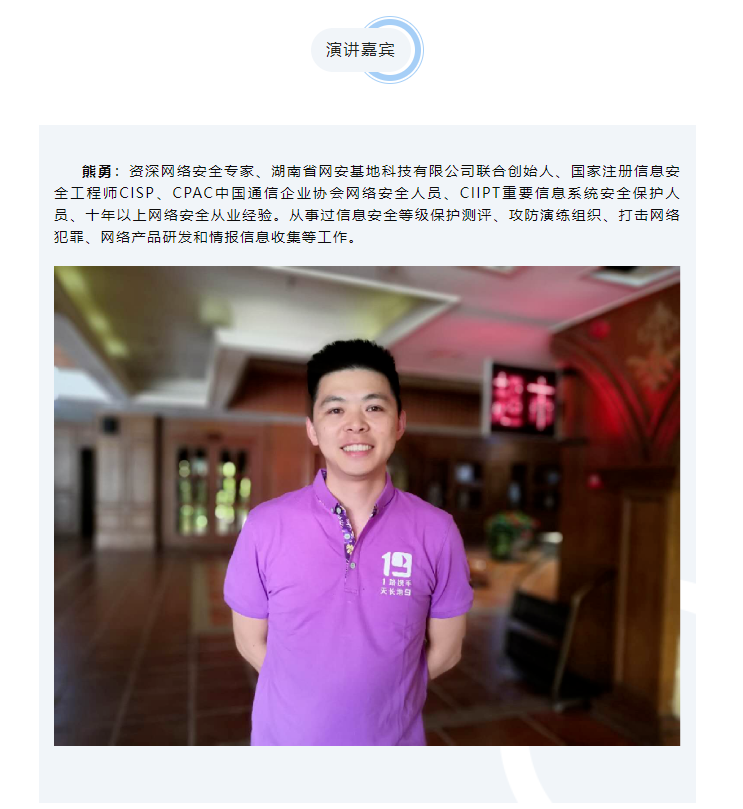 演讲嘉宾
熊勇：资深网络安全专家、湖南省网安基地科技有限公司联合创始人、国家注册信息安
全工程师CISP、CPAC中国通信企业协会网络安全人员、CIIPT重要信息系统安全保护人
员、十年以上网络安全从业经验。从事过信息安全等级保护测评、攻防演练组织、打击网络
犯罪、网络产品研发和情报信息收集等工作。
超市
19